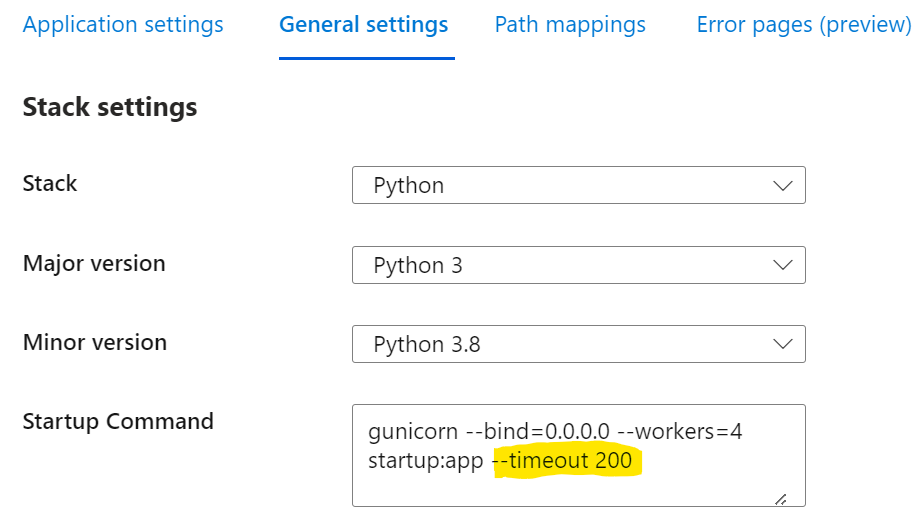 Application settings General settings Path mappings Error pages (preview)
Stack settings
Stack Python
Major version Python 3
Minor version Python 3.8
Startup Command gunicorn --bind=0.0.0.0 --workers=4
startup:app --timeout 200